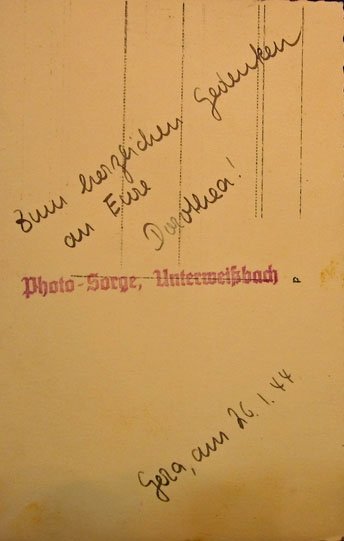 Zum herzlichen Gedenken
an Eure
Dorothea!
Photo-Sorge, Unterweißbach
P
Gera, am 26.1.44